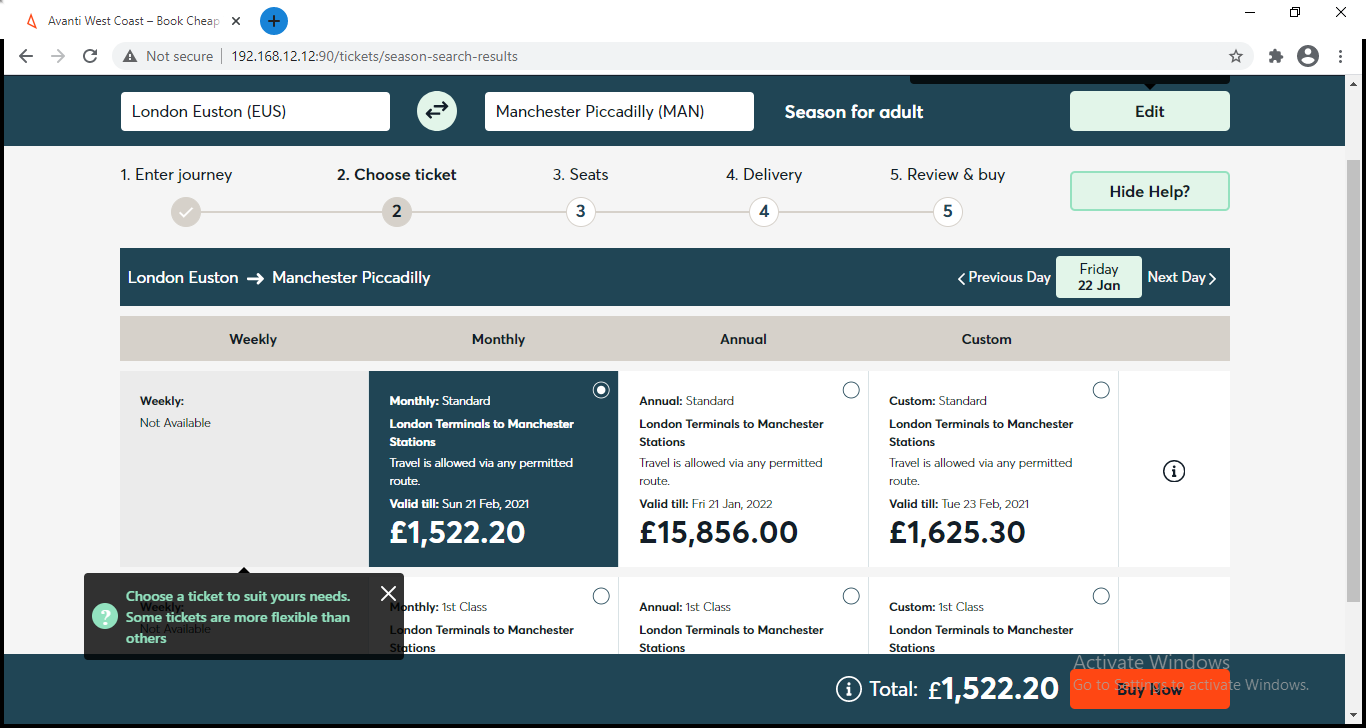 Avanti West Coast – Book Cheap
Not secure
192.168.12.12:90/tickets/season-search-results
London Euston (EUS)
Manchester Piccadilly (MAN)
Season for adult
Edit
1. Enter journey
2. Choose ticket
3. Seats
4. Delivery
5. Review & buy
2
3
4
5
Hide Help?
London Euston → Manchester Piccadilly
Previous Day
Friday
22 Jan
Next Day
Weekly
Monthly
Annual
Custom
Weekly:
Not Available
Monthly: Standard
London Terminals to Manchester
Stations
Travel is allowed via any permitted
route.
Valid till: Sun 21 Feb, 2021
£1,522.20
Annual: Standard
London Terminals to Manchester
Stations
Travel is allowed via any permitted
route.
Valid till: Fri 21 Jan, 2022
£15,856.00
Custom: Standard
London Terminals to Manchester
Stations
Travel is allowed via any permitted
route.
Valid till: Tue 23 Feb, 2021
£1,625.30
Weekly:
Not Available
Choose a ticket to suit yours needs.
Some tickets are more flexible than
others
Monthly: 1st Class
London Terminals to Manchester
Stations
Annual: 1st Class
London Terminals to Manchester
Stations
Custom: 1st Class
London Terminals to Manchester
Stations
Total: £1,522.20
Buy Now
Activate Windows
Go to Settings to activate Windows.